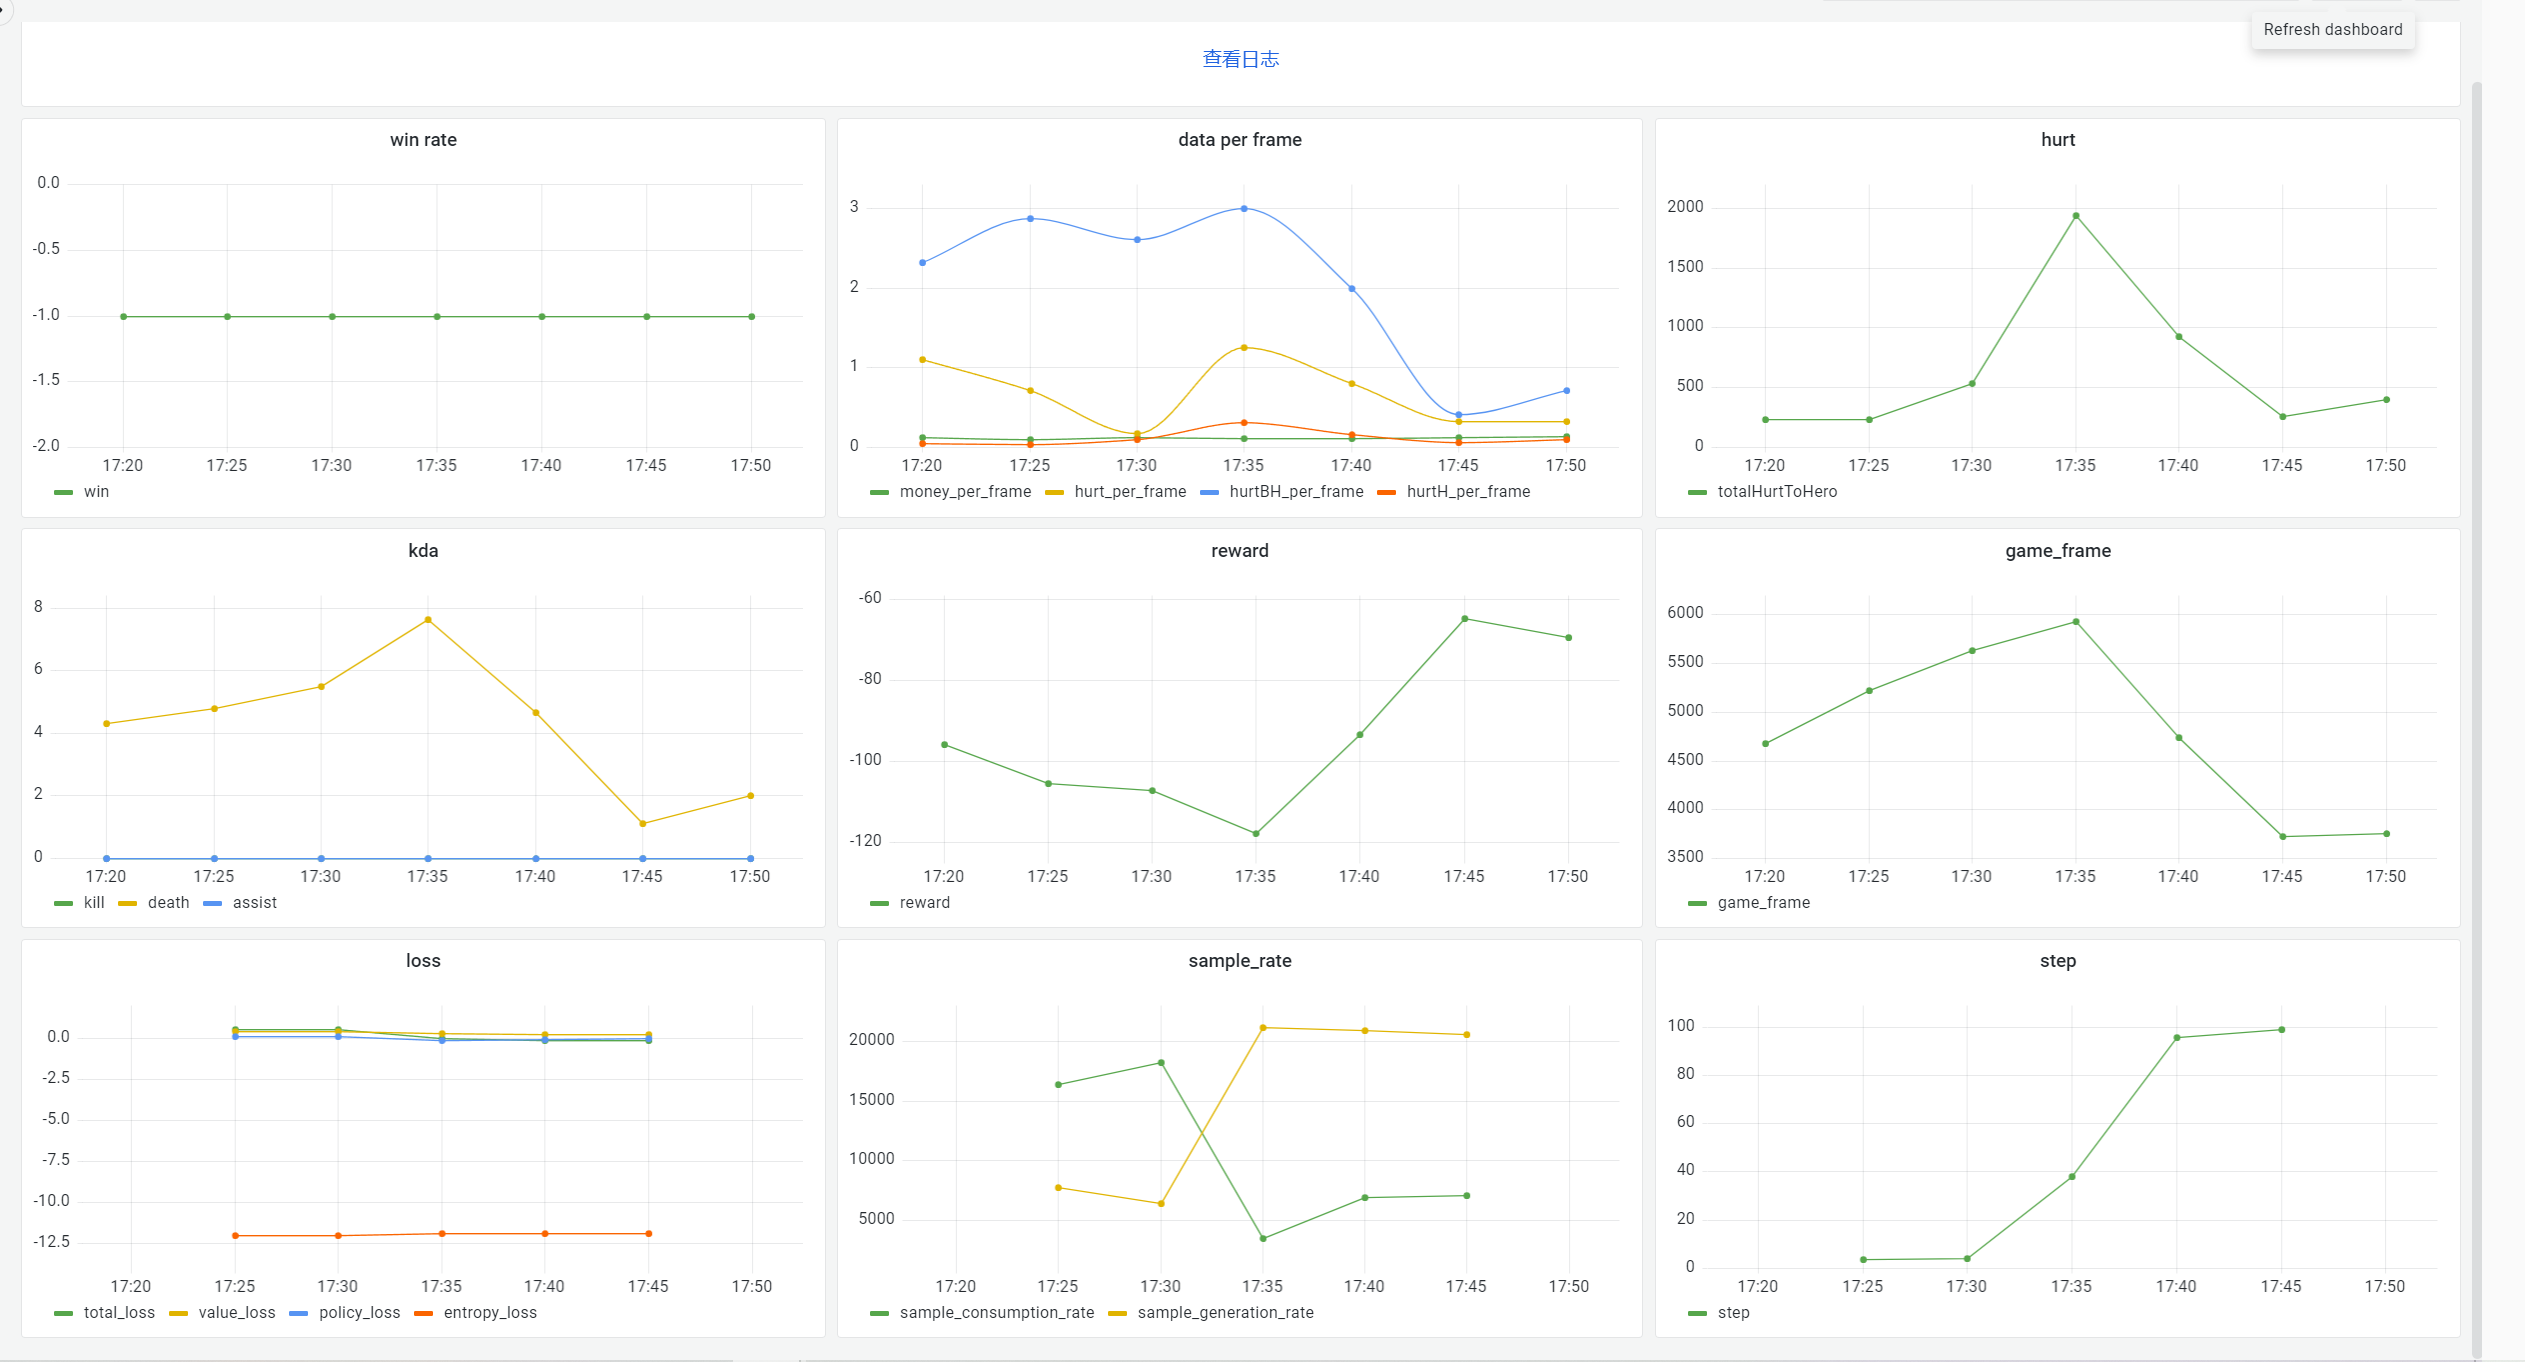 Refresh dashboard
查看日志
win rate
0.0
-0.5
-1.0
-1.5
-2.0
17:20 17:25 17:30 17:35 17:40 17:45 17:50
win
data per frame
3
2
1
0
17:20 17:25 17:30 17:35 17:40 17:45 17:50
money_per_frame hurt_per_frame hurtBH_per_frame hurtH_per_frame
hurt
2000
1500
1000
500
0
17:20 17:25 17:30 17:35 17:40 17:45 17:50
totalHurtToHero
kda
8
6
4
2
0
17:20 17:25 17:30 17:35 17:40 17:45 17:50
kill death assist
reward
-60
-80
-100
-120
17:20 17:25 17:30 17:35 17:40 17:45 17:50
reward
game_frame
6000
5500
5000
4500
4000
3500
17:20 17:25 17:30 17:35 17:40 17:45 17:50
game_frame
loss
0.0
-2.5
-5.0
-7.5
-10.0
-12.5
17:20 17:25 17:30 17:35 17:40 17:45 17:50
total_loss value_loss policy_loss entropy_loss
sample_rate
20000
15000
10000
5000
17:20 17:25 17:30 17:35 17:40 17:45 17:50
sample_consumption_rate sample_generation_rate
step
100
80
60
40
20
0
17:20 17:25 17:30 17:35 17:40 17:45 17:50
step